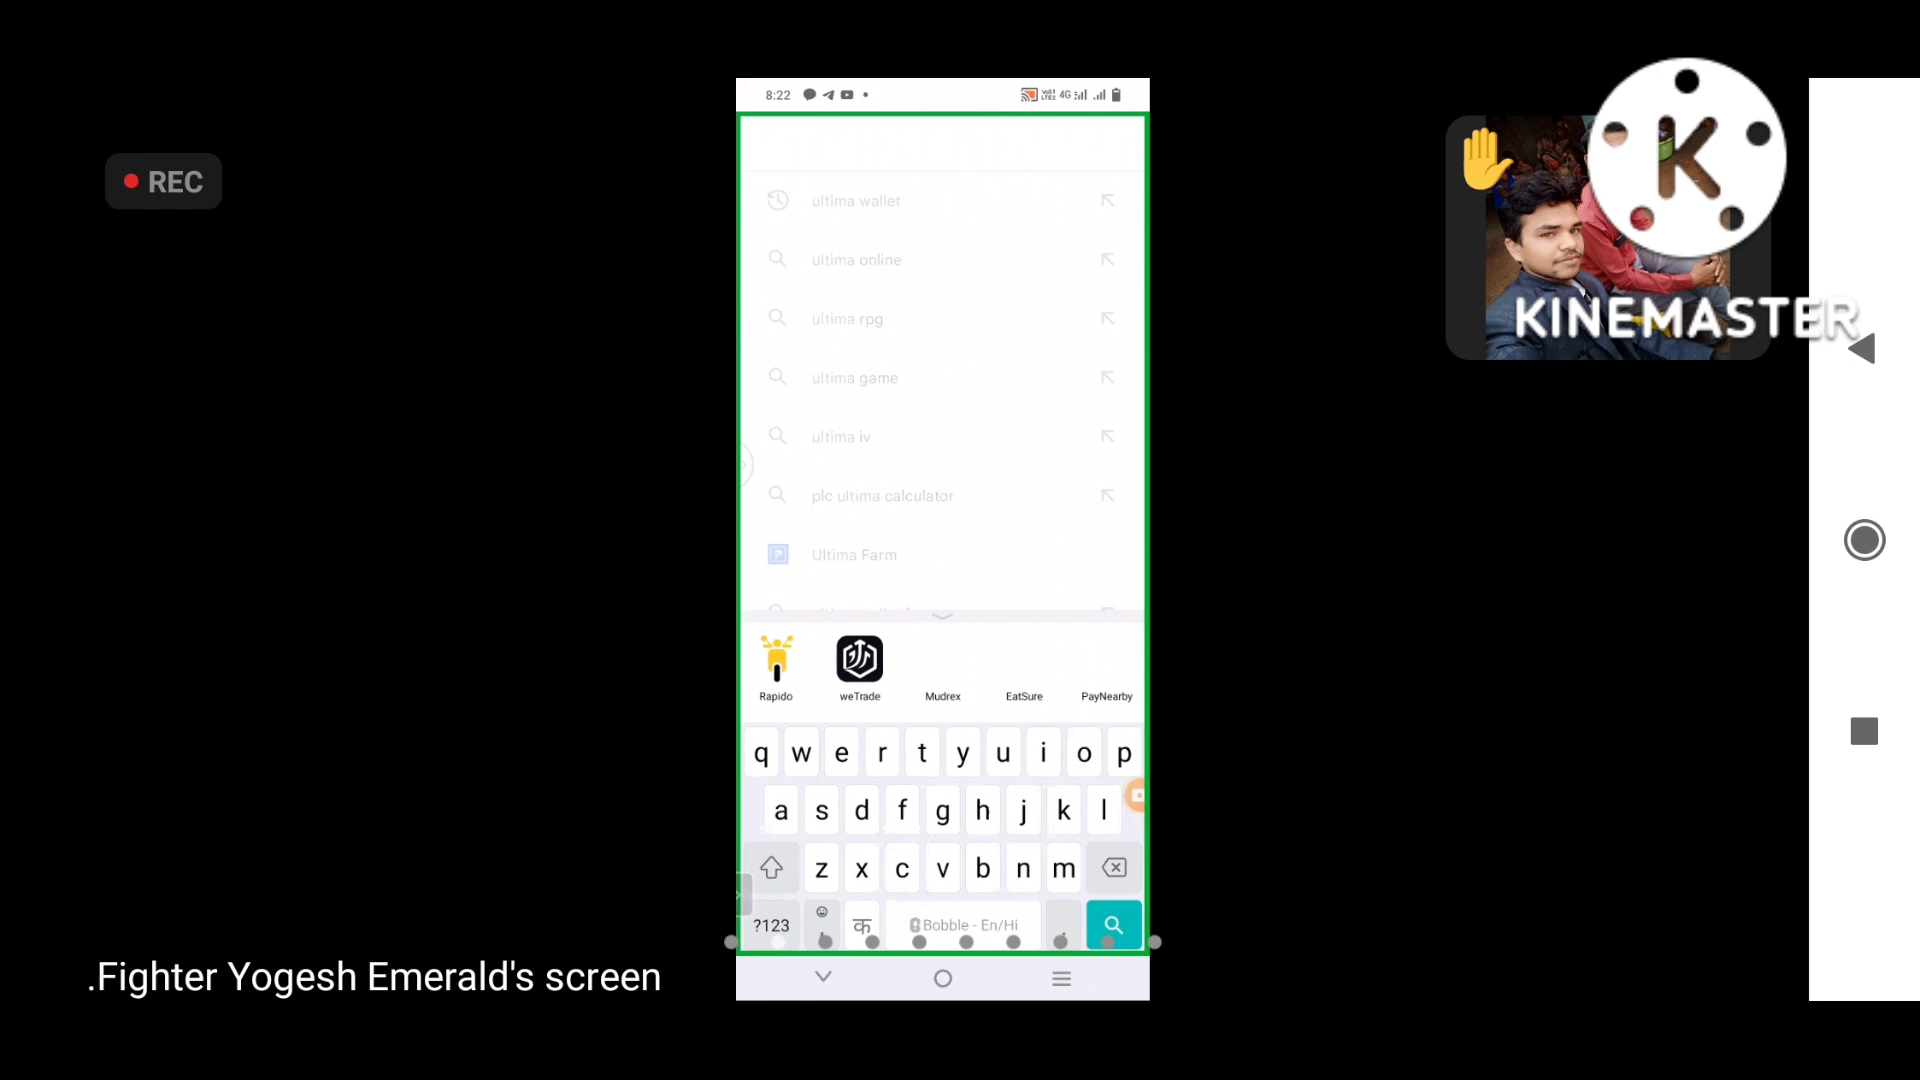 8:22
4G
REC
ultima wallet
ultima online
ultima rpg
ultima game
ultima iv
plc ultima calculator
Ultima Farm
Rapido
weTrade
Mudrex
EatSure
PayNearby
q w e r t y u i o p
a s d f g h j k l
z x c v b n m
?123
क
Bobble - En/Hi
.Fighter Yogesh Emerald's screen
K
KINEMASTER